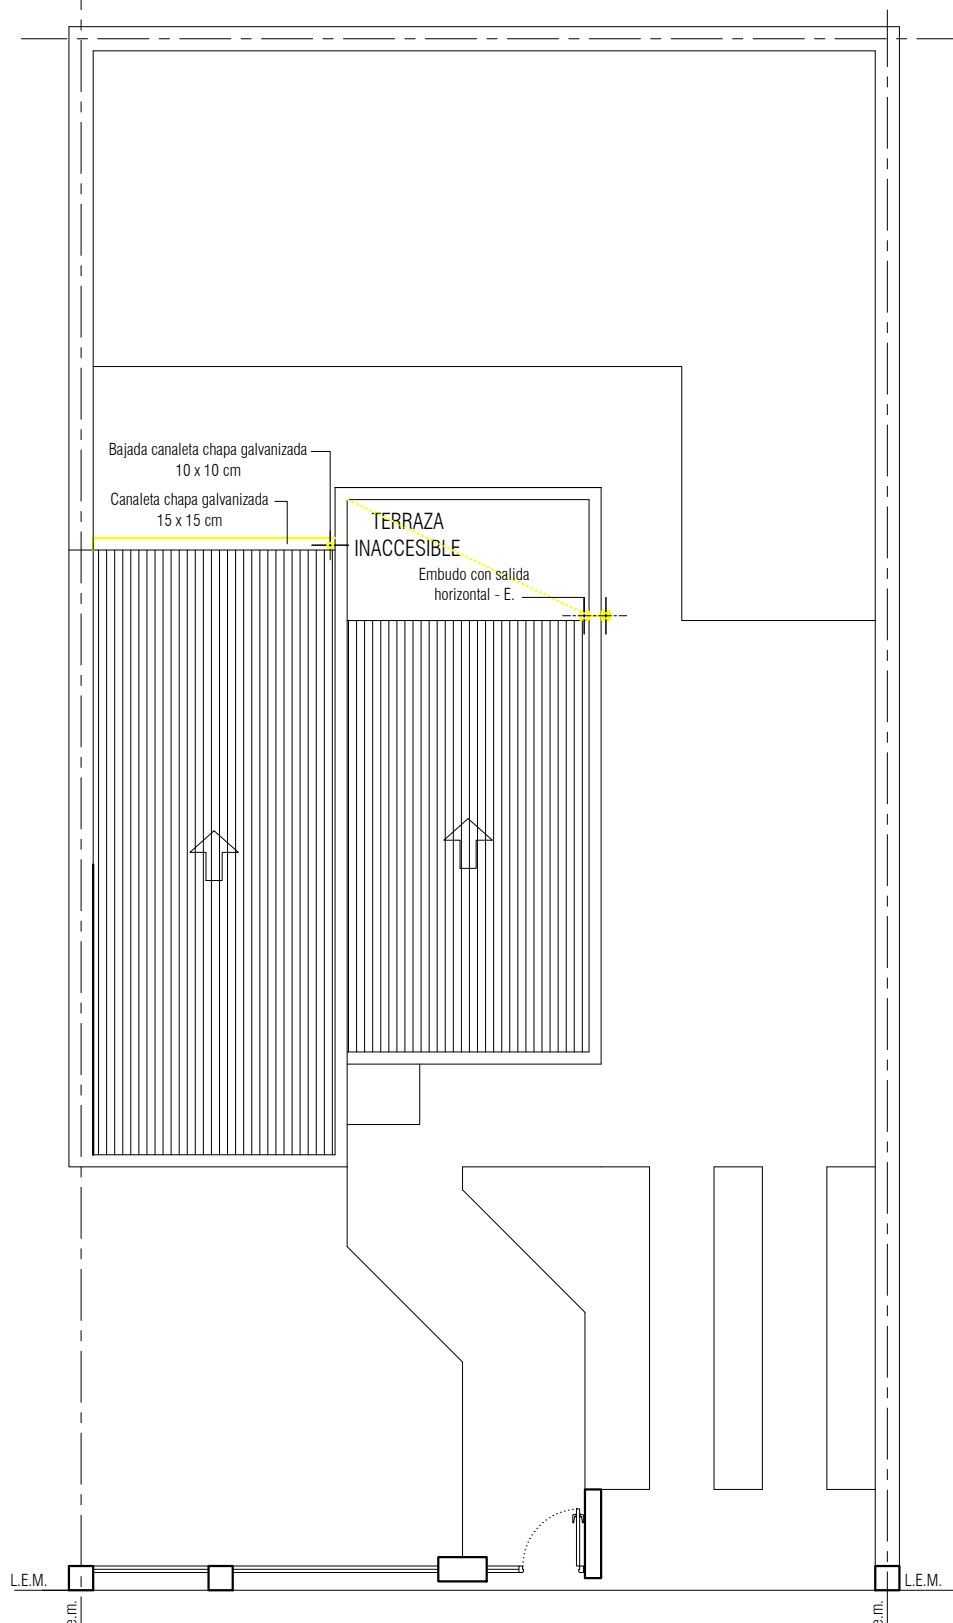 Bajada canaleta chapa galvanizada
10 x 10 cm
Canaleta chapa galvanizada
15 x 15 cm
TERRAZA
INACCESIBLE
Embudo con salida
horizontal - E.
L.E.M.
L.E.M.
e.m.
e.m.